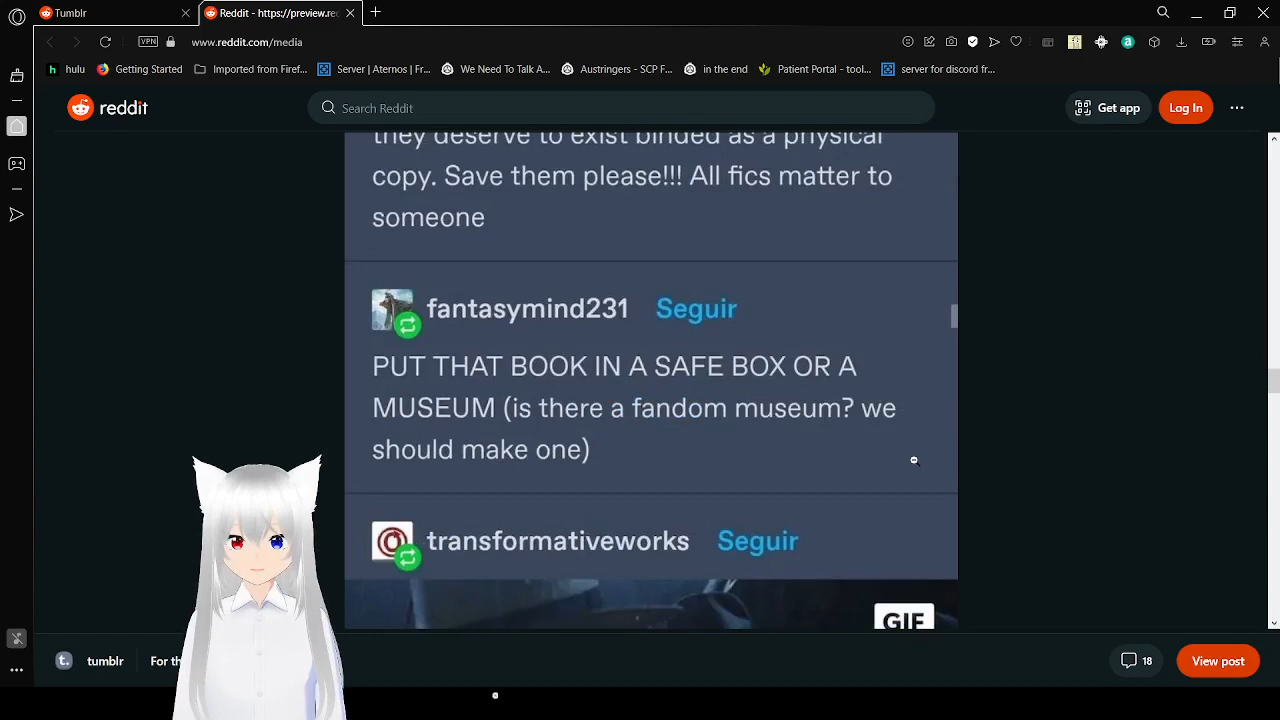 Tumblr
Reddit - https://preview.red
VPN
www.reddit.com/media
hulu
Getting Started
Imported from Firef...
Server | Aternos | Fr...
We Need To Talk A...
Austringers - SCP F...
in the end
Patient Portal - tool...
server for discord fr...
reddit
Search Reddit
Get app
Log In
they deserve to exist binded as a physical
copy. Save them please!!! All fics matter to
someone
fantasymind231 Seguir
PUT THAT BOOK IN A SAFE BOX OR A
MUSEUM (is there a fandom museum? we
should make one)
transformativeworks Seguir
GIF
tumblr
For th
18
View post